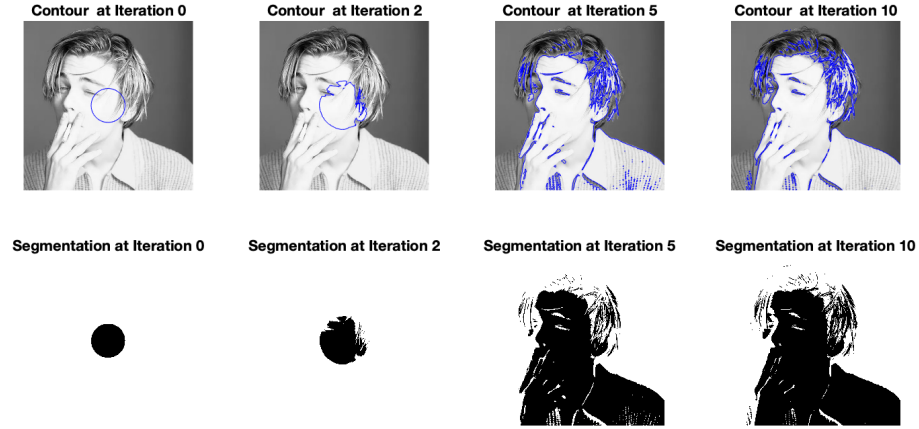 Contour at Iteration 0
Contour at Iteration 2
Contour at Iteration 5
Contour at Iteration 10
Segmentation at Iteration 0
Segmentation at Iteration 2
Segmentation at Iteration 5
Segmentation at Iteration 10